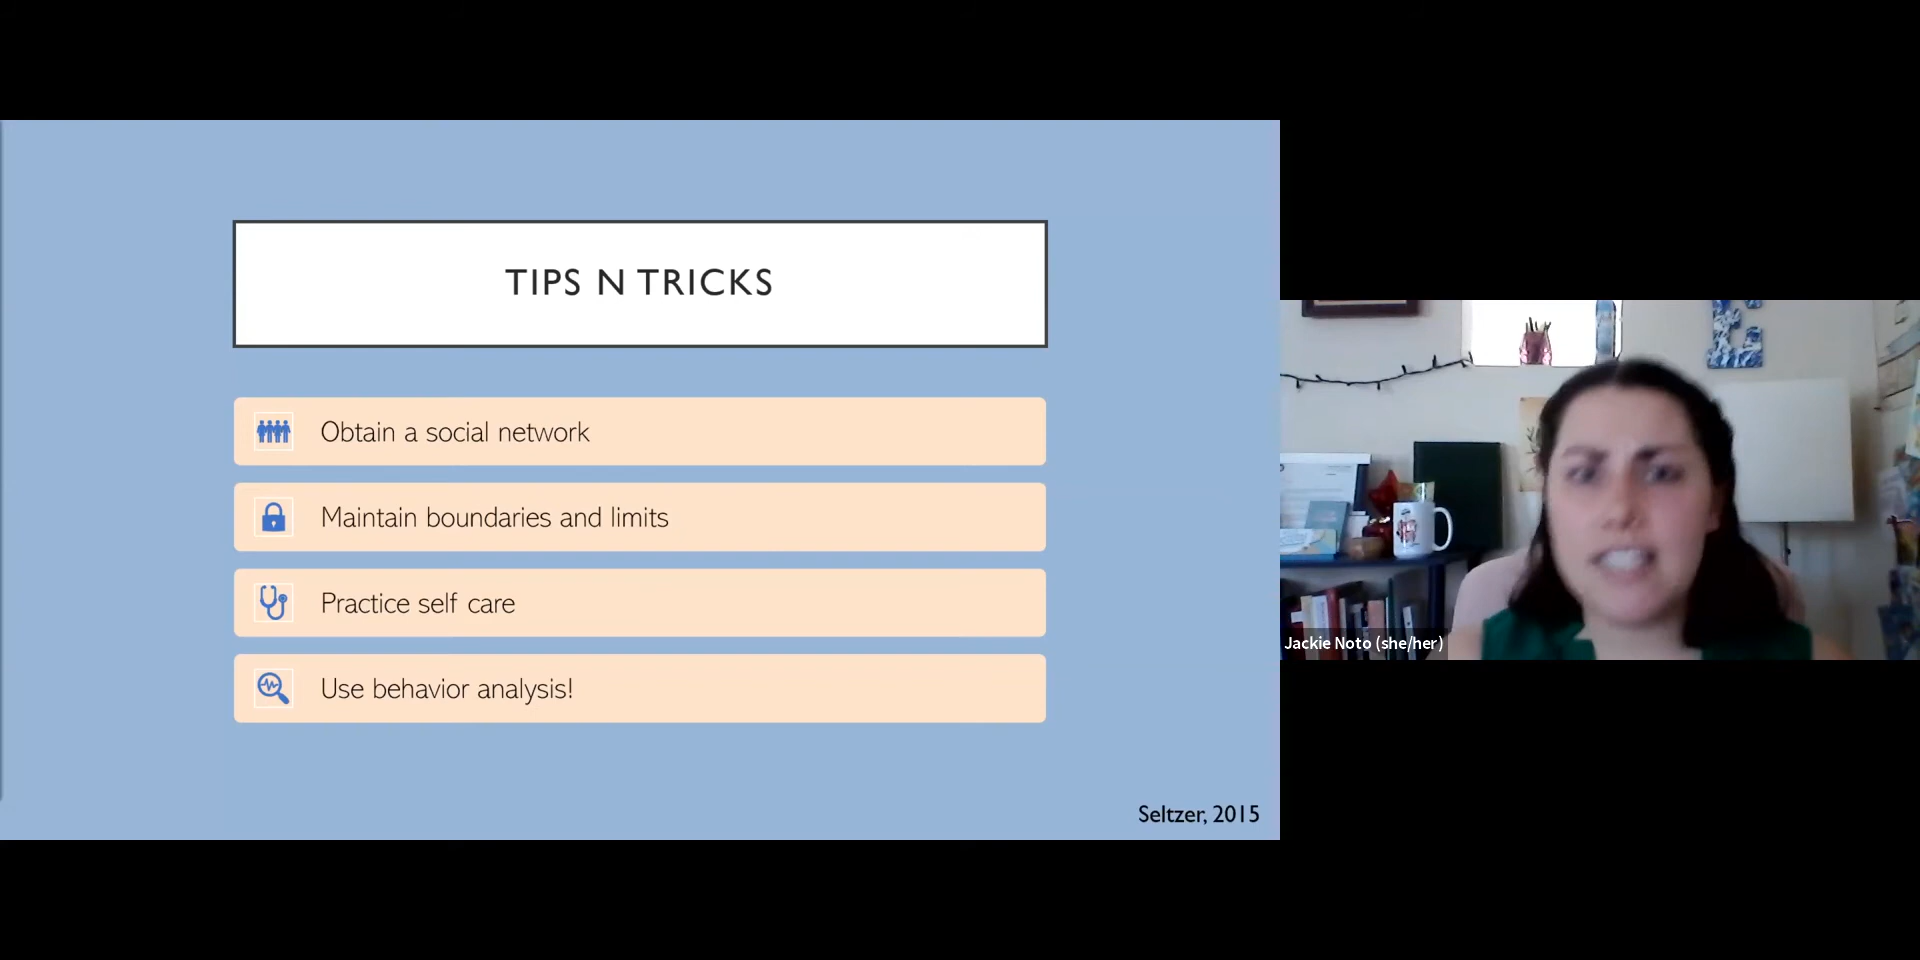 TIPS N TRICKS
Obtain a social network
Maintain boundaries and limits
Practice self care
Use behavior analysis!
Seltzer, 2015
Jackie Noto (she/her)